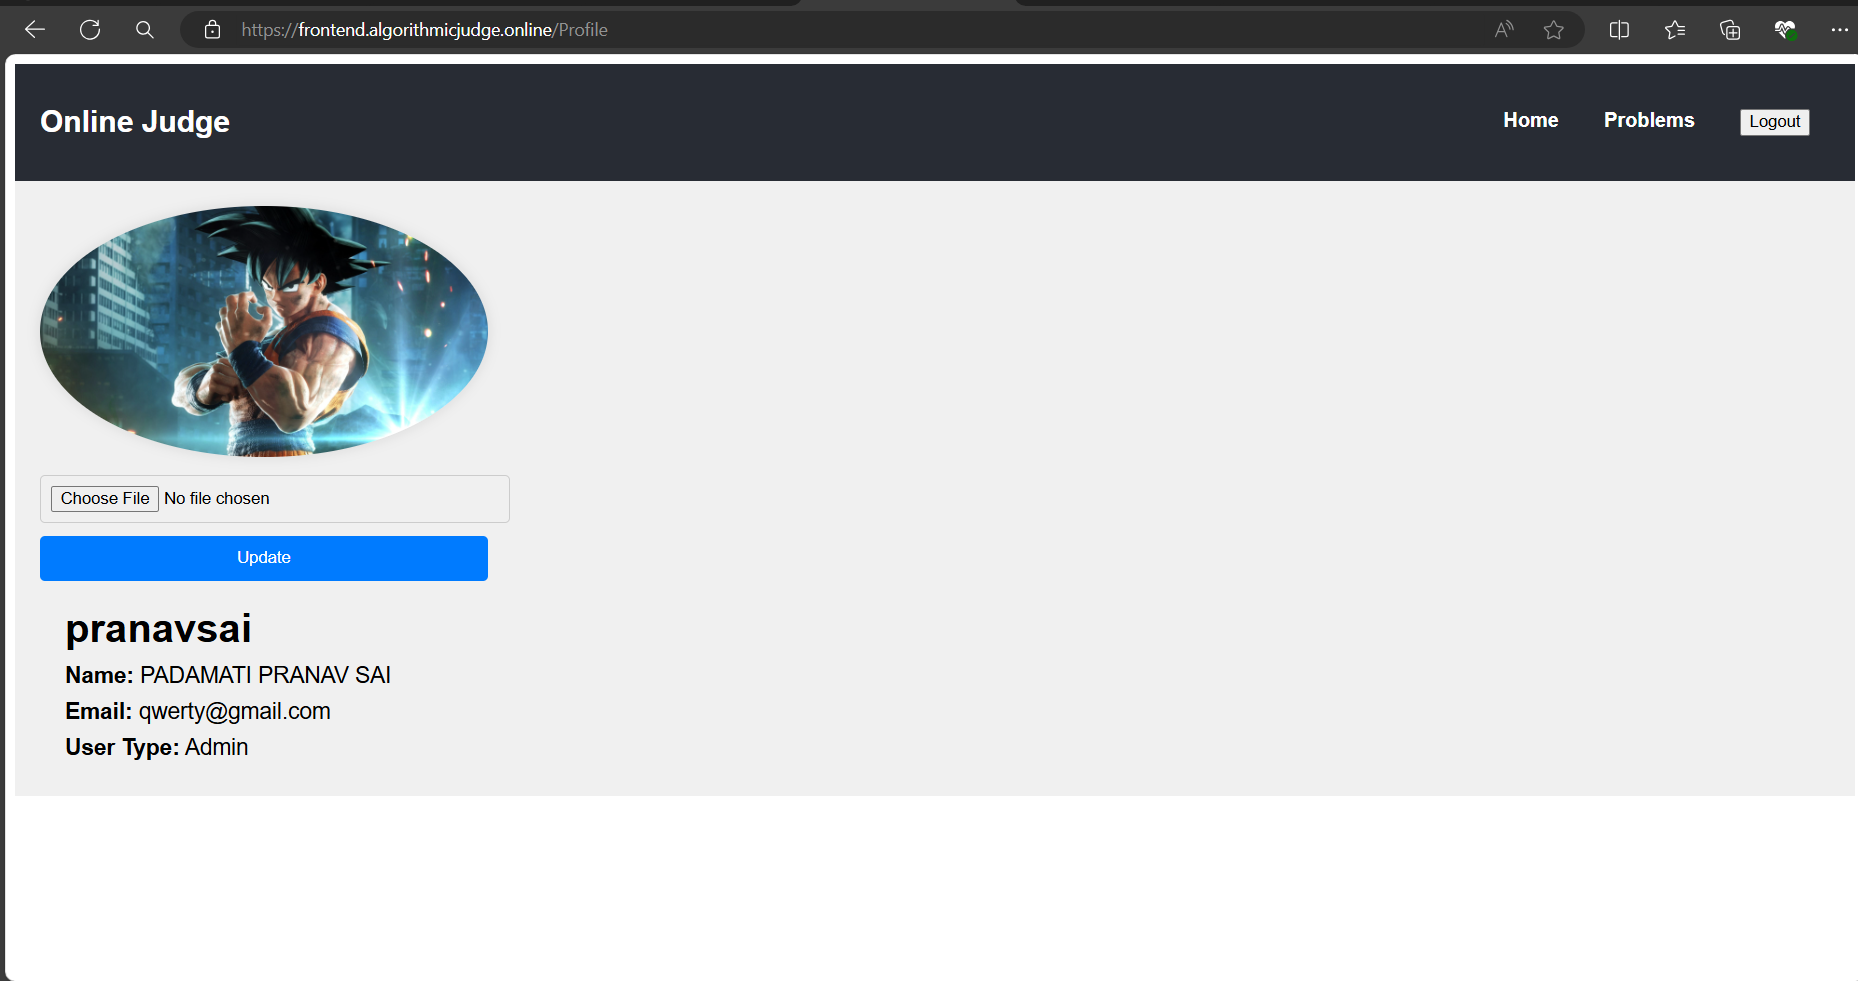 https://frontend.algorithmicjudge.online/Profile
Online Judge
Home
Problems
Logout
Choose File No file chosen
Update
pranavsai
Name: PADAMATI PRANAV SAI
Email: qwerty@gmail.com
User Type: Admin